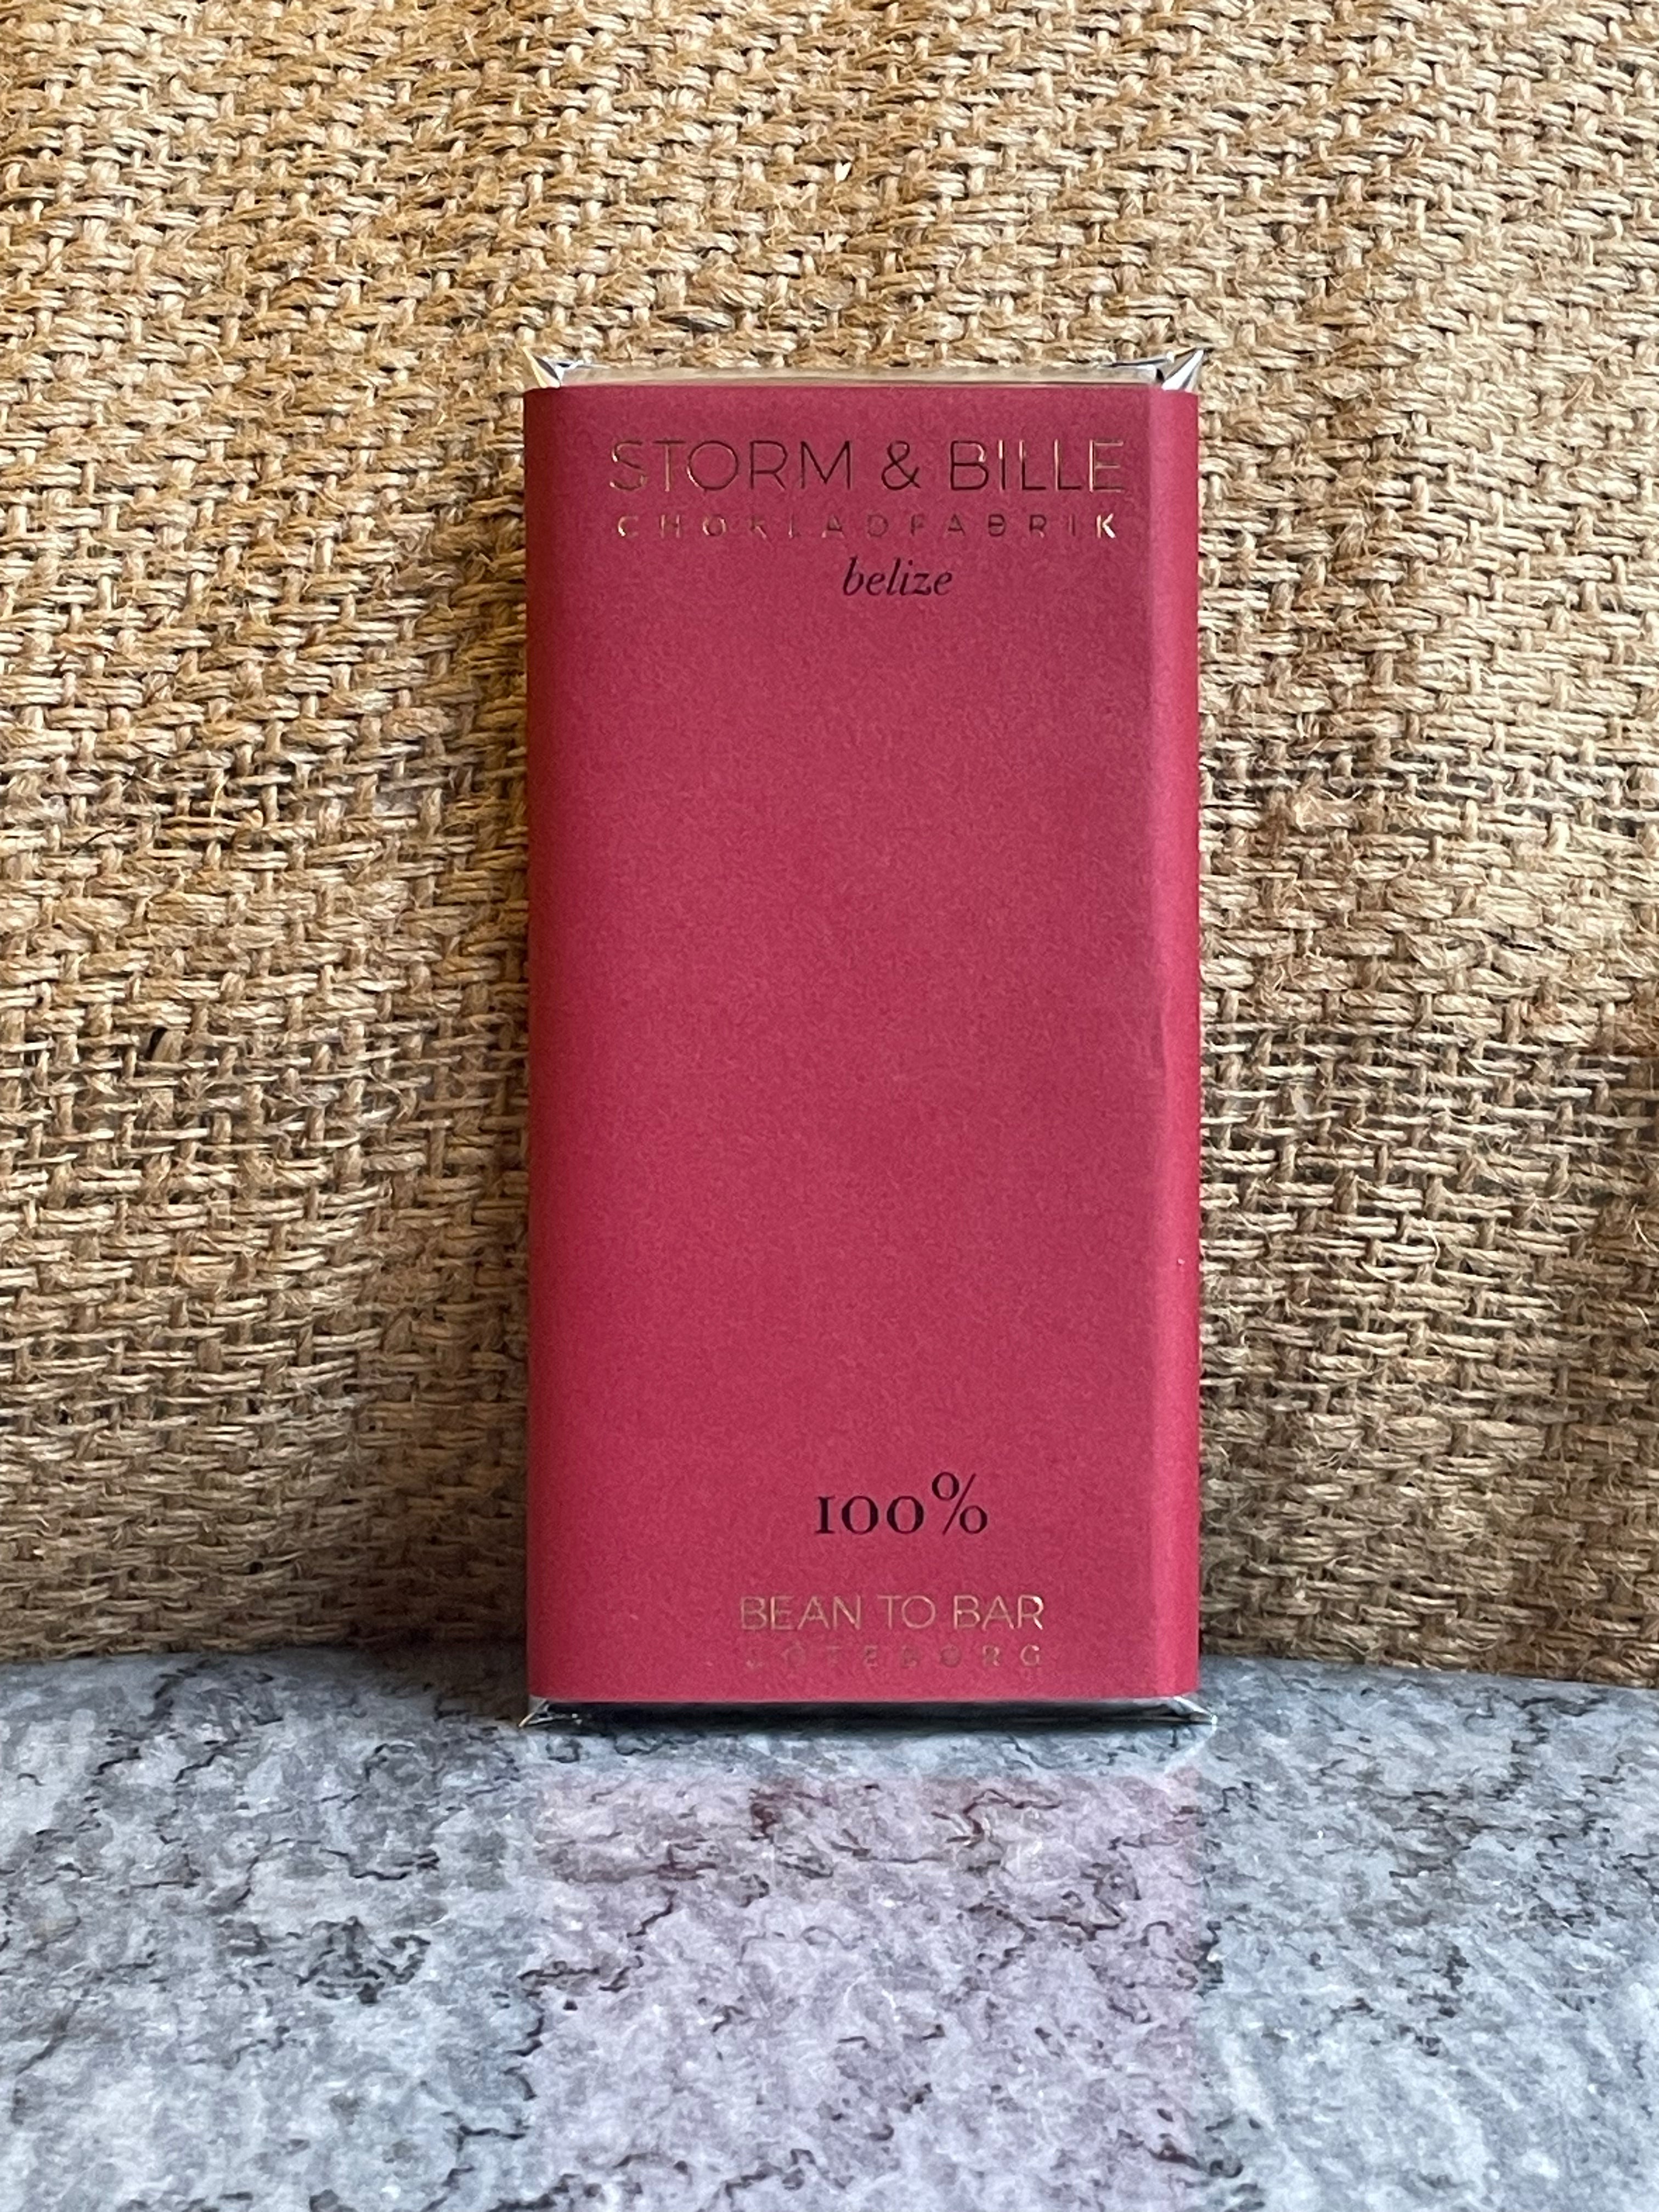 STORM & BILLE
CHOKLADFABRIK
belize
100%
BEAN TO BAR
GÖTEBORG